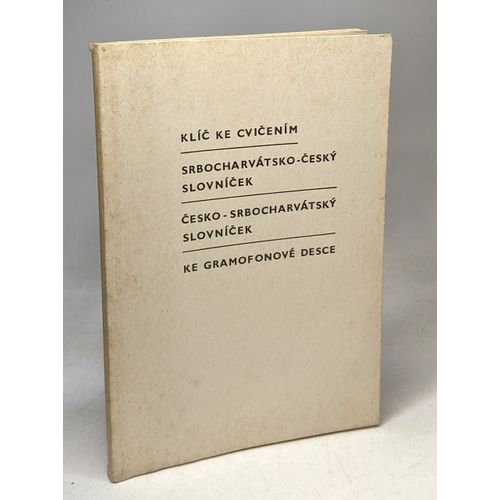 KLÍČ KE CVIČENÍM
SRBOCHARVÁTSKO-ČESKÝ
SLOVNÍČEK
ČESKO-SRBOCHARVÁTSKÝ
SLOVNÍČEK
KE GRAMOFONOVÉ DESCE